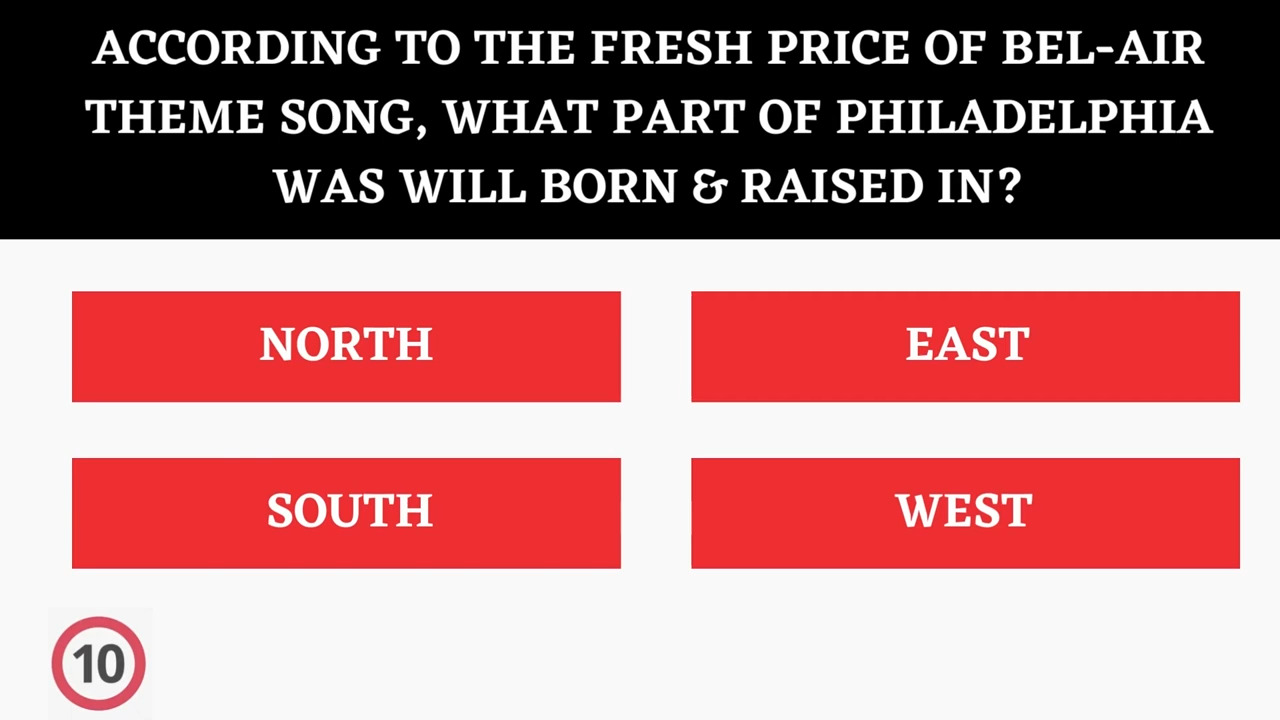 ACCORDING TO THE FRESH PRICE OF BEL-AIR
THEME SONG, WHAT PART OF PHILADELPHIA
WAS WILL BORN & RAISED IN?
NORTH
EAST
SOUTH
WEST
10